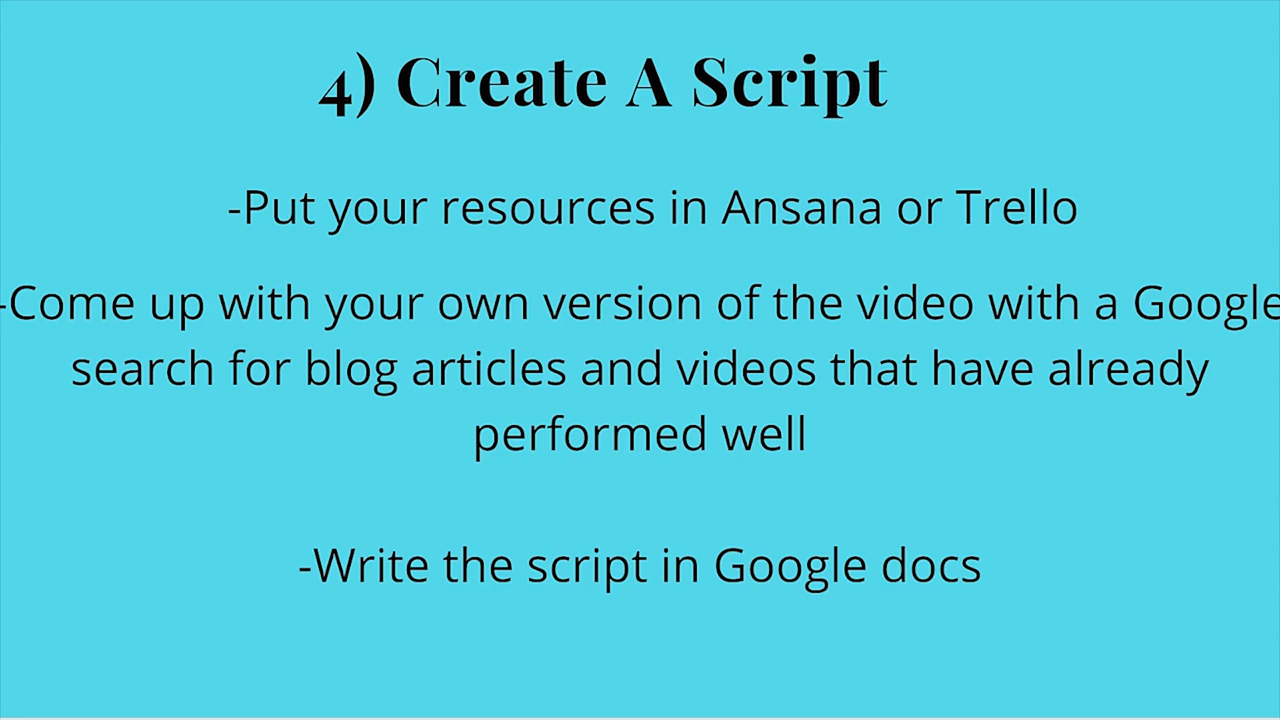 4) Create A Script
-Put your resources in Ansana or Trello
-Come up with your own version of the video with a Google
search for blog articles and videos that have already
performed well
-Write the script in Google docs